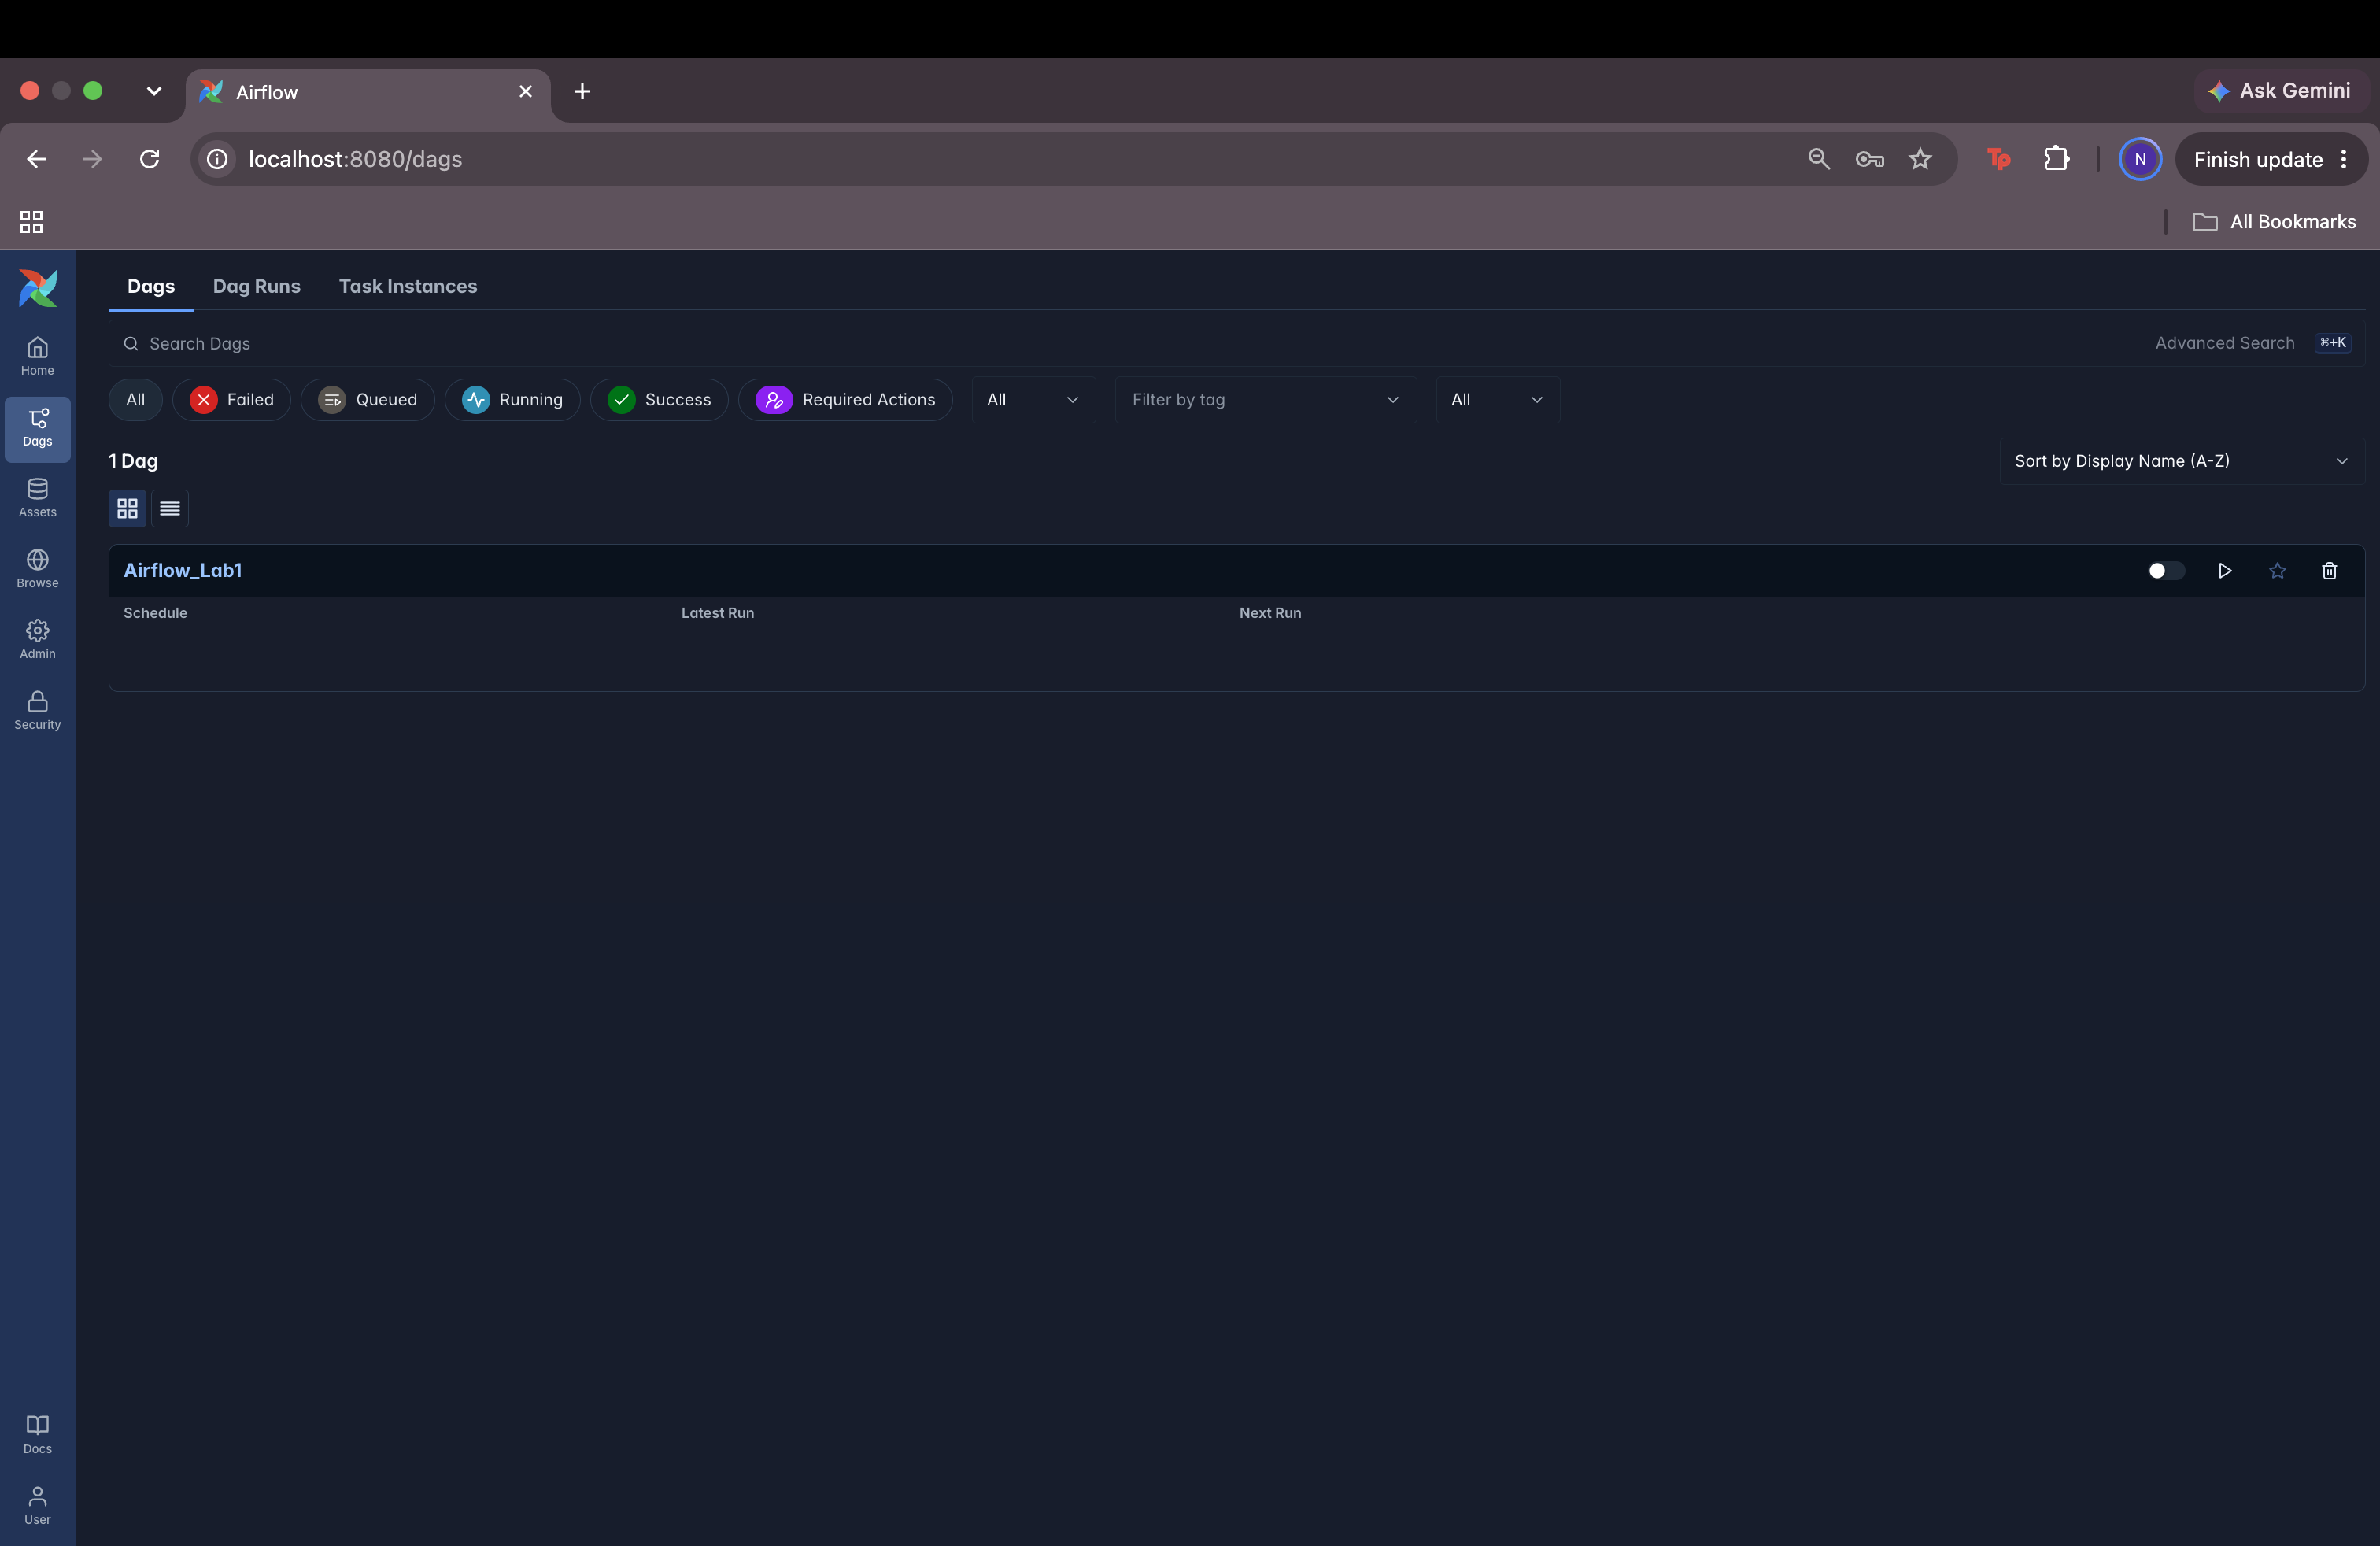 Airflow
Ask Gemini
localhost:8080/dags
Tp
N
Finish update
All Bookmarks
Dags
Dag Runs
Task Instances
Search Dags
Advanced Search
⌘+K
All
Failed
Queued
Running
Success
Required Actions
All
Filter by tag
All
1 Dag
Sort by Display Name (A-Z)
Airflow_Lab1
Schedule
Latest Run
Next Run
Home
Dags
Assets
Browse
Admin
Security
Docs
User